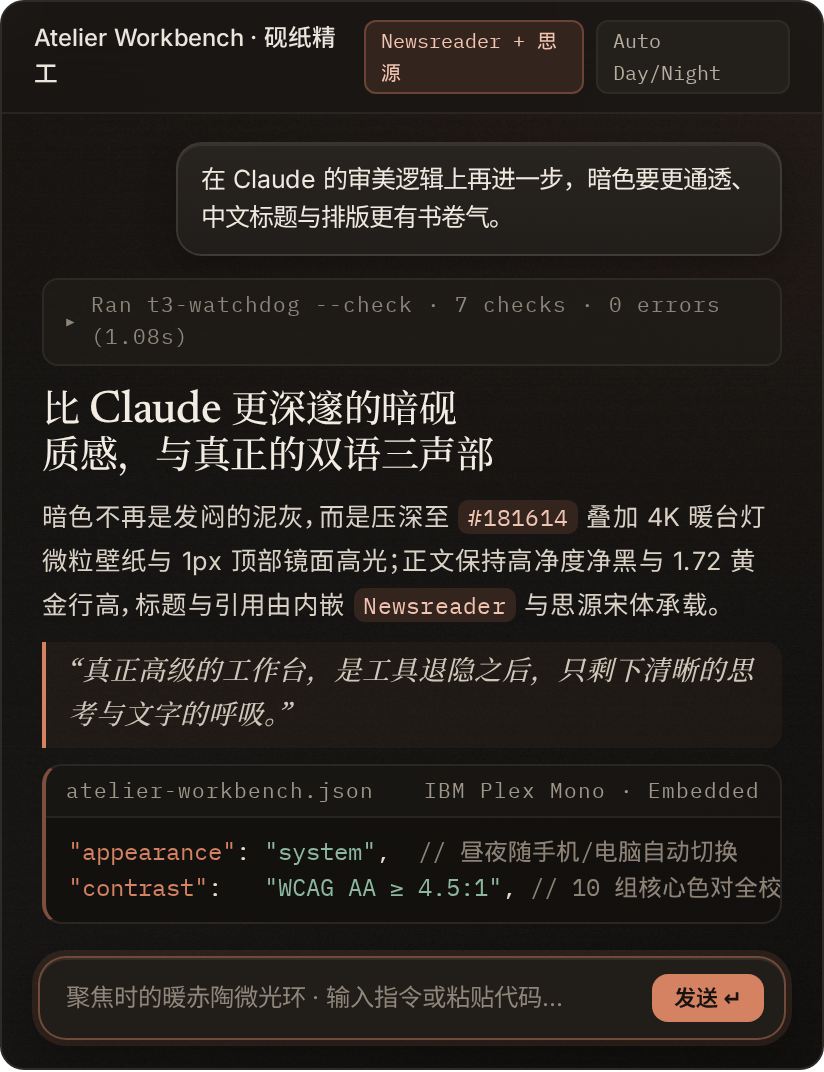 Atelier Workbench · 砚纸精
工
Newsreader + 思
源
Auto
Day/Night
在 Claude 的审美逻辑上再进一步，暗色要更通透、
中文标题与排版更有书卷气。
▸ Ran t3-watchdog --check · 7 checks · 0 errors
(1.08s)
比 Claude 更深邃的暗砚
质感，与真正的双语三声部
暗色不再是发闷的泥灰，而是压深至 #181614 叠加 4K 暖台灯
微粒壁纸与 1px 顶部镜面高光；正文保持高净度净黑与 1.72 黄
金行高，标题与引用由内嵌 Newsreader 与思源宋体承载。
“真正高级的工作台，是工具退隐之后，只剩下清晰的思
考与文字的呼吸。”
atelier-workbench.json IBM Plex Mono · Embedded
"appearance": "system", // 昼夜随手机/电脑自动切换
"contrast": "WCAG AA ≥ 4.5:1", // 10 组核心色对全校
聚焦时的暖赤陶微光环 · 输入指令或粘贴代码...
发送 ↵